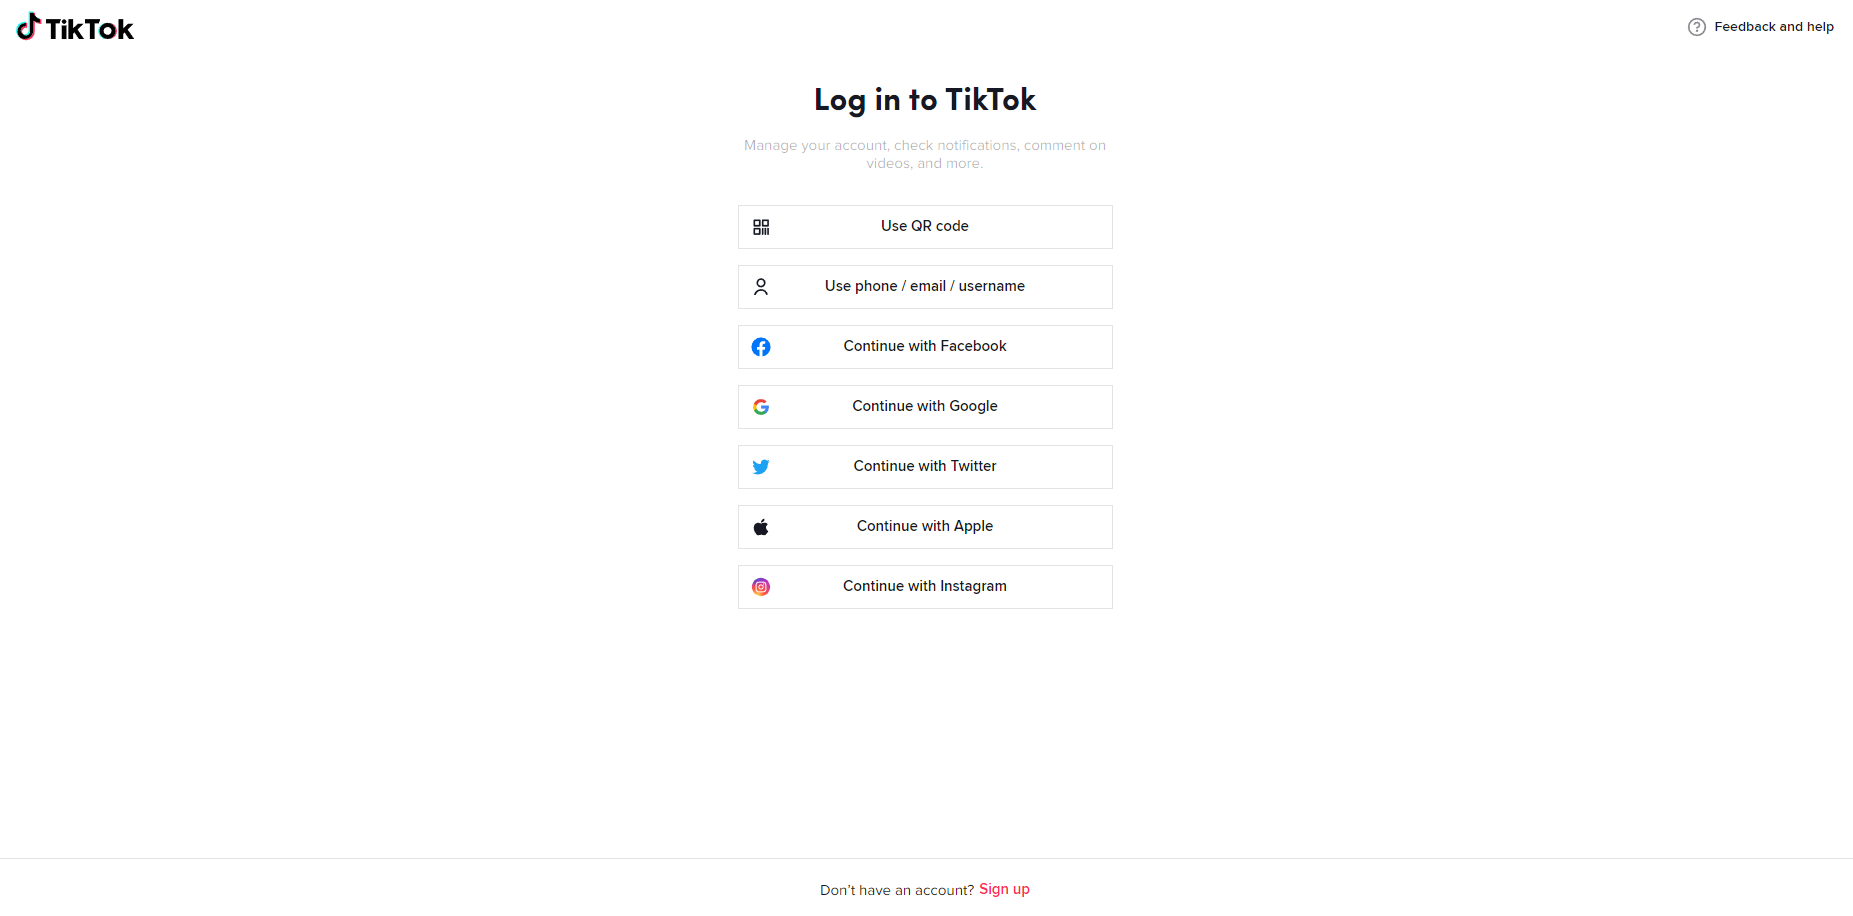 TikTok
Feedback and help
Log in to TikTok
Manage your account, check notifications, comment on
videos, and more.
Use QR code
Use phone / email / username
Continue with Facebook
Continue with Google
Continue with Twitter
Continue with Apple
Continue with Instagram
Don't have an account? Sign up